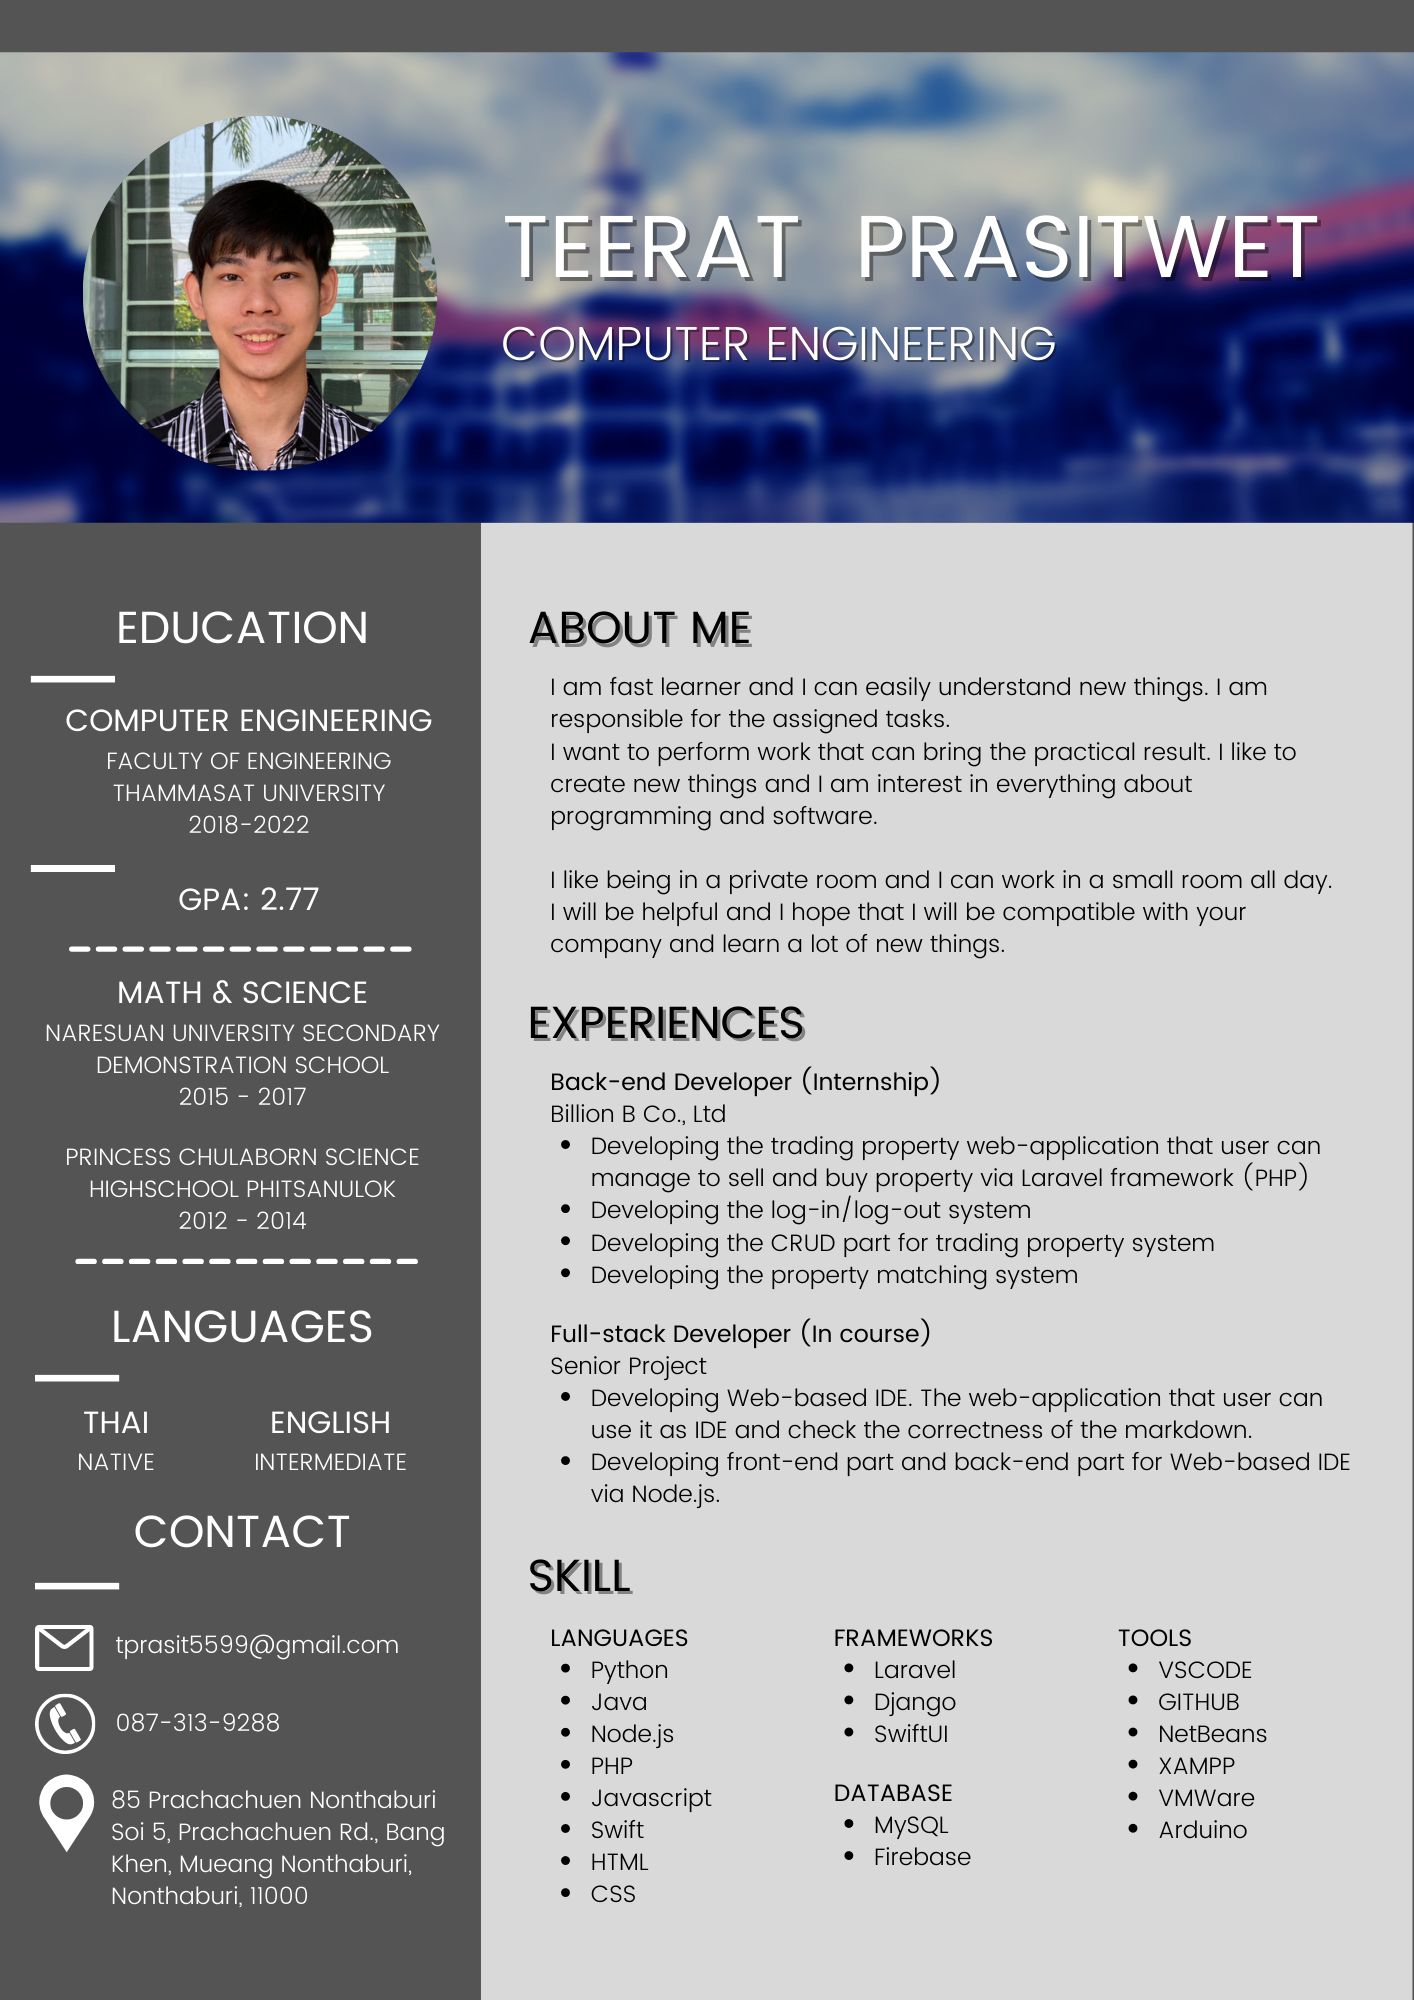 TEERAT PRASITWET
COMPUTER ENGINEERING
EDUCATION
COMPUTER ENGINEERING
FACULTY OF ENGINEERING
THAMMASAT UNIVERSITY
2018-2022
GPA: 2.77
MATH & SCIENCE
NARESUAN UNIVERSITY SECONDARY
DEMONSTRATION SCHOOL
2015 - 2017
PRINCESS CHULABORN SCIENCE
HIGHSCHOOL PHITSANULOK
2012 - 2014
LANGUAGES
THAI
NATIVE
ENGLISH
INTERMEDIATE
CONTACT
tprasit5599@gmail.com
087-313-9288
85 Prachachuen Nonthaburi
Soi 5, Prachachuen Rd., Bang
Khen, Mueang Nonthaburi,
Nonthaburi, 11000
ABOUT ME
I am fast learner and I can easily understand new things. I am
responsible for the assigned tasks.
I want to perform work that can bring the practical result. I like to
create new things and I am interest in everything about
programming and software.
I like being in a private room and I can work in a small room all day.
I will be helpful and I hope that I will be compatible with your
company and learn a lot of new things.
EXPERIENCES
Back-end Developer (Internship)
Billion B Co., Ltd
• Developing the trading property web-application that user can
manage to sell and buy property via Laravel framework (PHP)
• Developing the log-in/log-out system
• Developing the CRUD part for trading property system
• Developing the property matching system
Full-stack Developer (In course)
Senior Project
• Developing Web-based IDE. The web-application that user can
use it as IDE and check the correctness of the markdown.
• Developing front-end part and back-end part for Web-based IDE
via Node.js.
SKILL
LANGUAGES
• Python
• Java
• Node.js
• PHP
• Javascript
• Swift
• HTML
• CSS
FRAMEWORKS
• Laravel
• Django
• SwiftUI
DATABASE
• MySQL
• Firebase
TOOLS
• VSCODE
• GITHUB
• NetBeans
• XAMPP
• VMWare
• Arduino